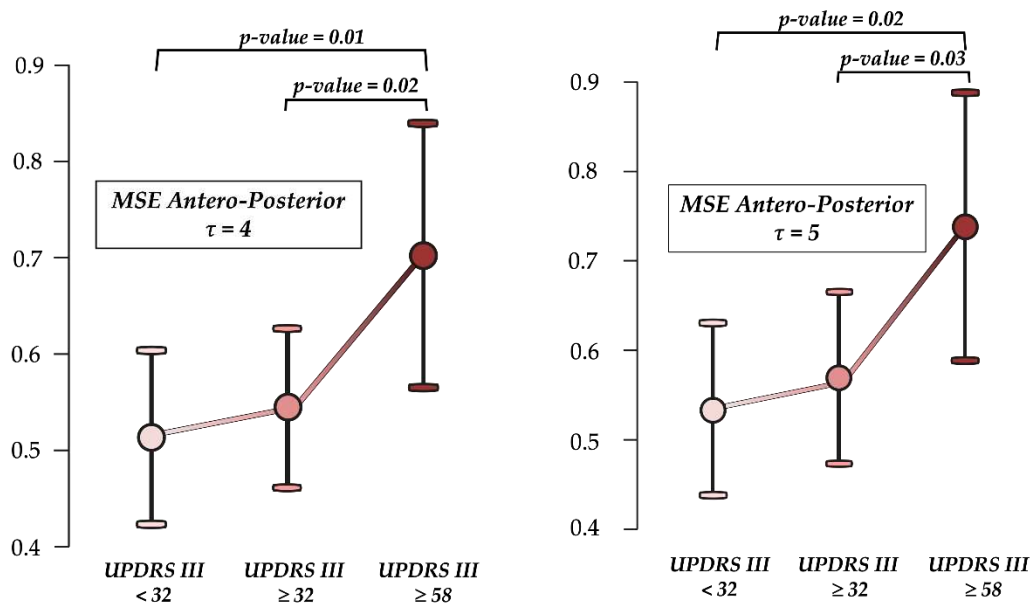 p-value = 0.01
p-value = 0.02
0.9
0.8
0.7
0.6
0.5
0.4
MSE Antero-Posterior
τ = 4
UPDRS III
< 32
UPDRS III
≥ 32
UPDRS III
≥ 58
p-value = 0.02
p-value = 0.03
0.9
0.8
0.7
0.6
0.5
0.4
MSE Antero-Posterior
τ = 5
UPDRS III
< 32
UPDRS III
≥ 32
UPDRS III
≥ 58